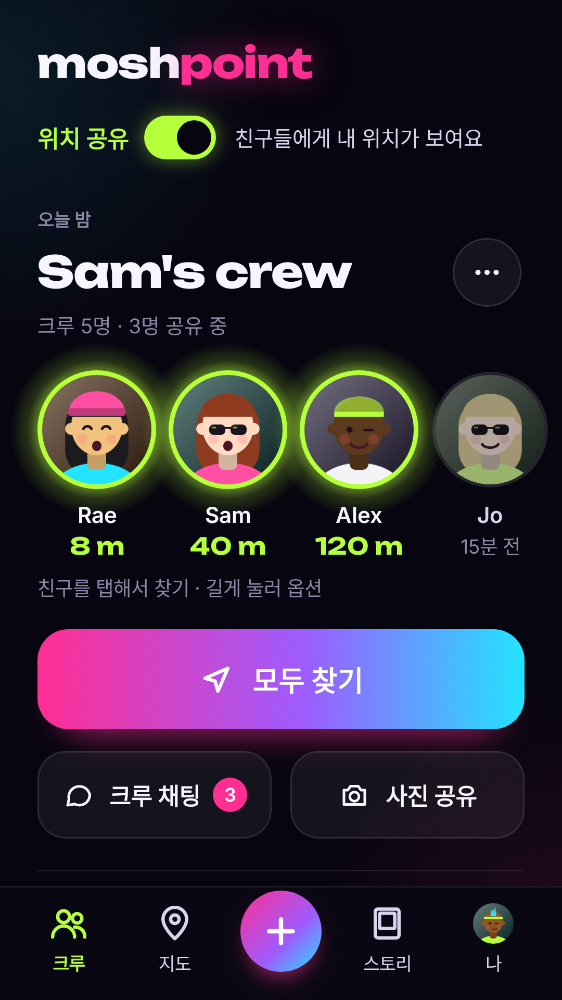 moshpoint
위치 공유 친구들에게 내 위치가 보여요
오늘 밤
Sam's crew
크루 5명 · 3명 공유 중
Rae Sam Alex Jo
8 m 40 m 120 m 15분 전
친구를 탭해서 찾기 · 길게 눌러 옵션
모두 찾기
크루 채팅 3 사진 공유
크루 지도 스토리 나